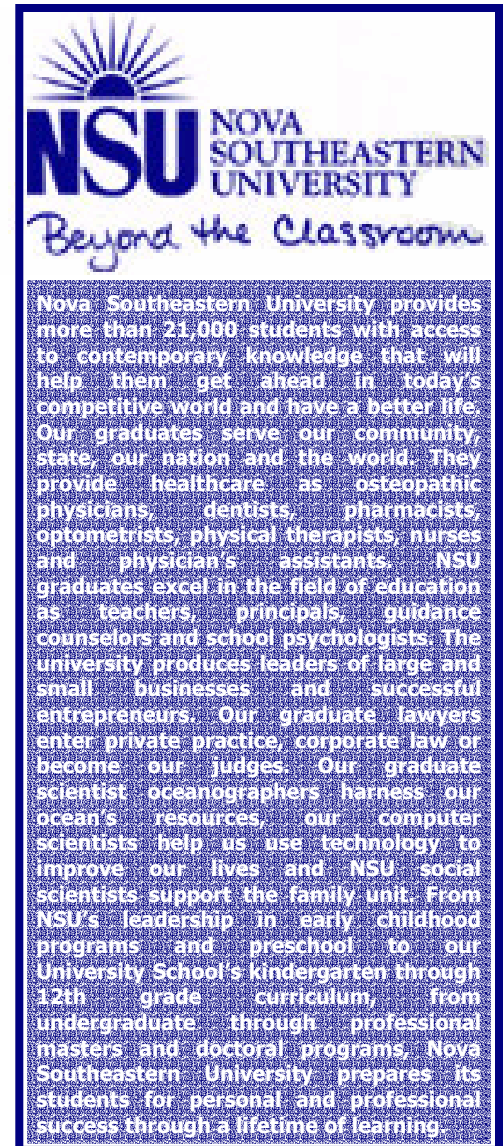 NSU
NOVA
SOUTHEASTERN
UNIVERSITY
Beyond the Classroom
Nova Southeastern University provides
more than 21,000 students with access
to contemporary knowledge that will
help them get ahead in today's
competitive world and have a better life.
Our graduates serve our community,
state, our nation and the world. They
provide healthcare as osteopathic
physicians, dentists, pharmacists,
optometrists, physical therapists, nurses
and physician's assistants. NSU
graduates excel in the field of education
as teachers, principals, guidance
counselors and school psychologists. The
university produces leaders of large and
small businesses and successful
entrepreneurs. Our graduate lawyers
enter private practice, corporate law or
become our judges. Our graduate
scientist oceanographers harness our
ocean's resources, our computer
scientists help us use technology to
improve our lives and NSU social
scientists support the family unit. From
NSU's leadership in early childhood
programs and preschool to our
University School's kindergarten through
12th grade curriculum, from
undergraduate through professional
masters and doctoral programs, Nova
Southeastern University prepares its
students for personal and professional
success through a lifetime of learning.